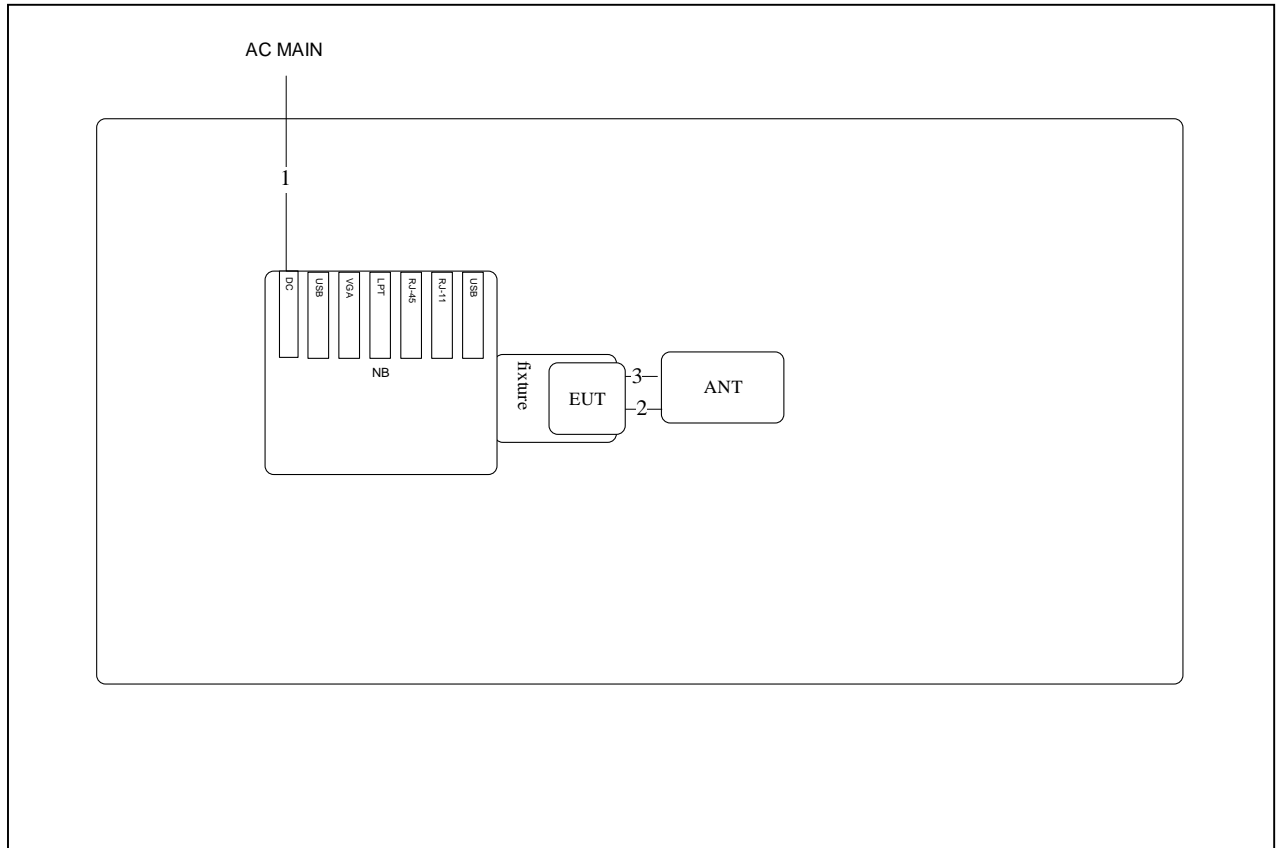 AC MAIN
1
DC
USB
VGA
LPT
RJ-45
RJ-11
USB
NB
fixture
EUT
3
2
ANT